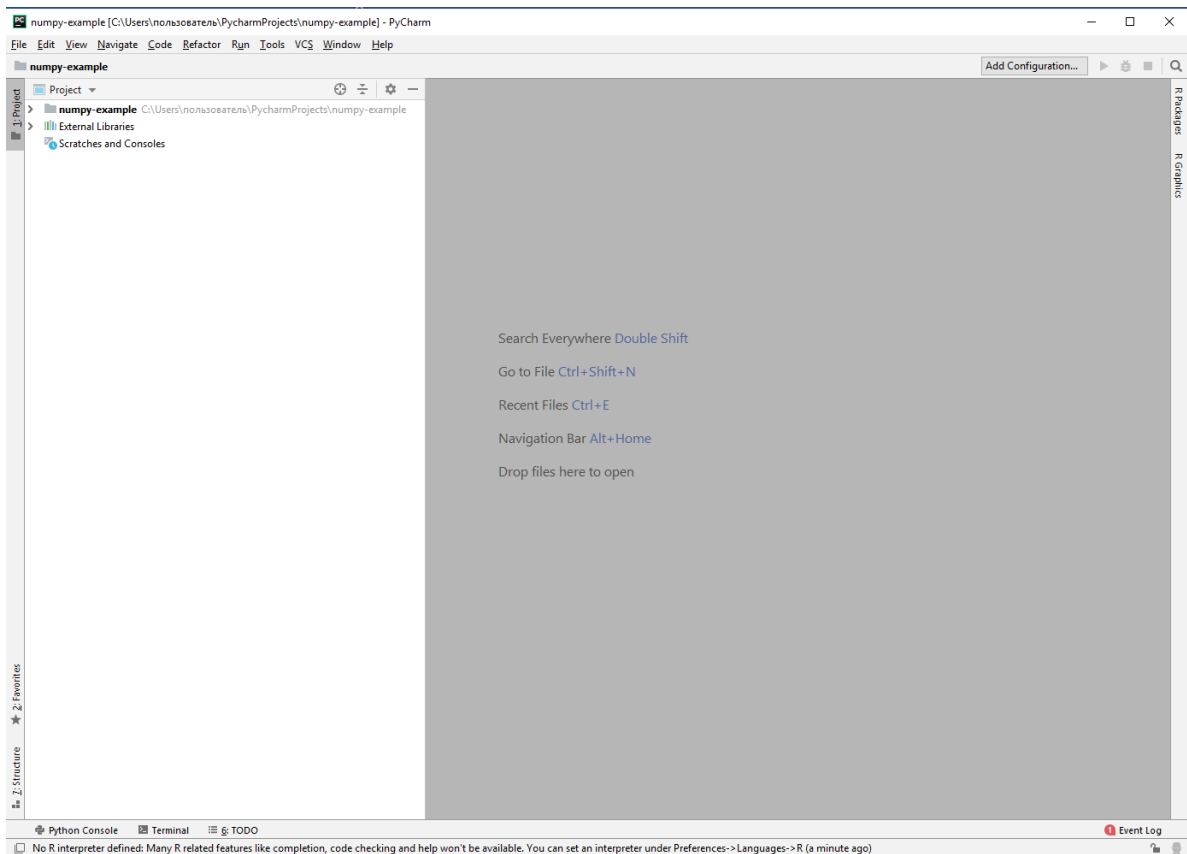 numpy-example [C:\Users\пользователь\PycharmProjects\numpy-example] - PyCharm
File Edit View Navigate Code Refactor Run Tools VCS Window Help
numpy-example
Add Configuration...
Project
numpy-example C:\Users\пользователь\PycharmProjects\numpy-example
External Libraries
Scratches and Consoles
1: Project
R Packages
R Graphics
Search Everywhere Double Shift
Go to File Ctrl+Shift+N
Recent Files Ctrl+E
Navigation Bar Alt+Home
Drop files here to open
2: Favorites
7: Structure
Python Console Terminal 6: TODO
1 Event Log
No R interpreter defined: Many R related features like completion, code checking and help won't be available. You can set an interpreter under Preferences->Languages->R (a minute ago)